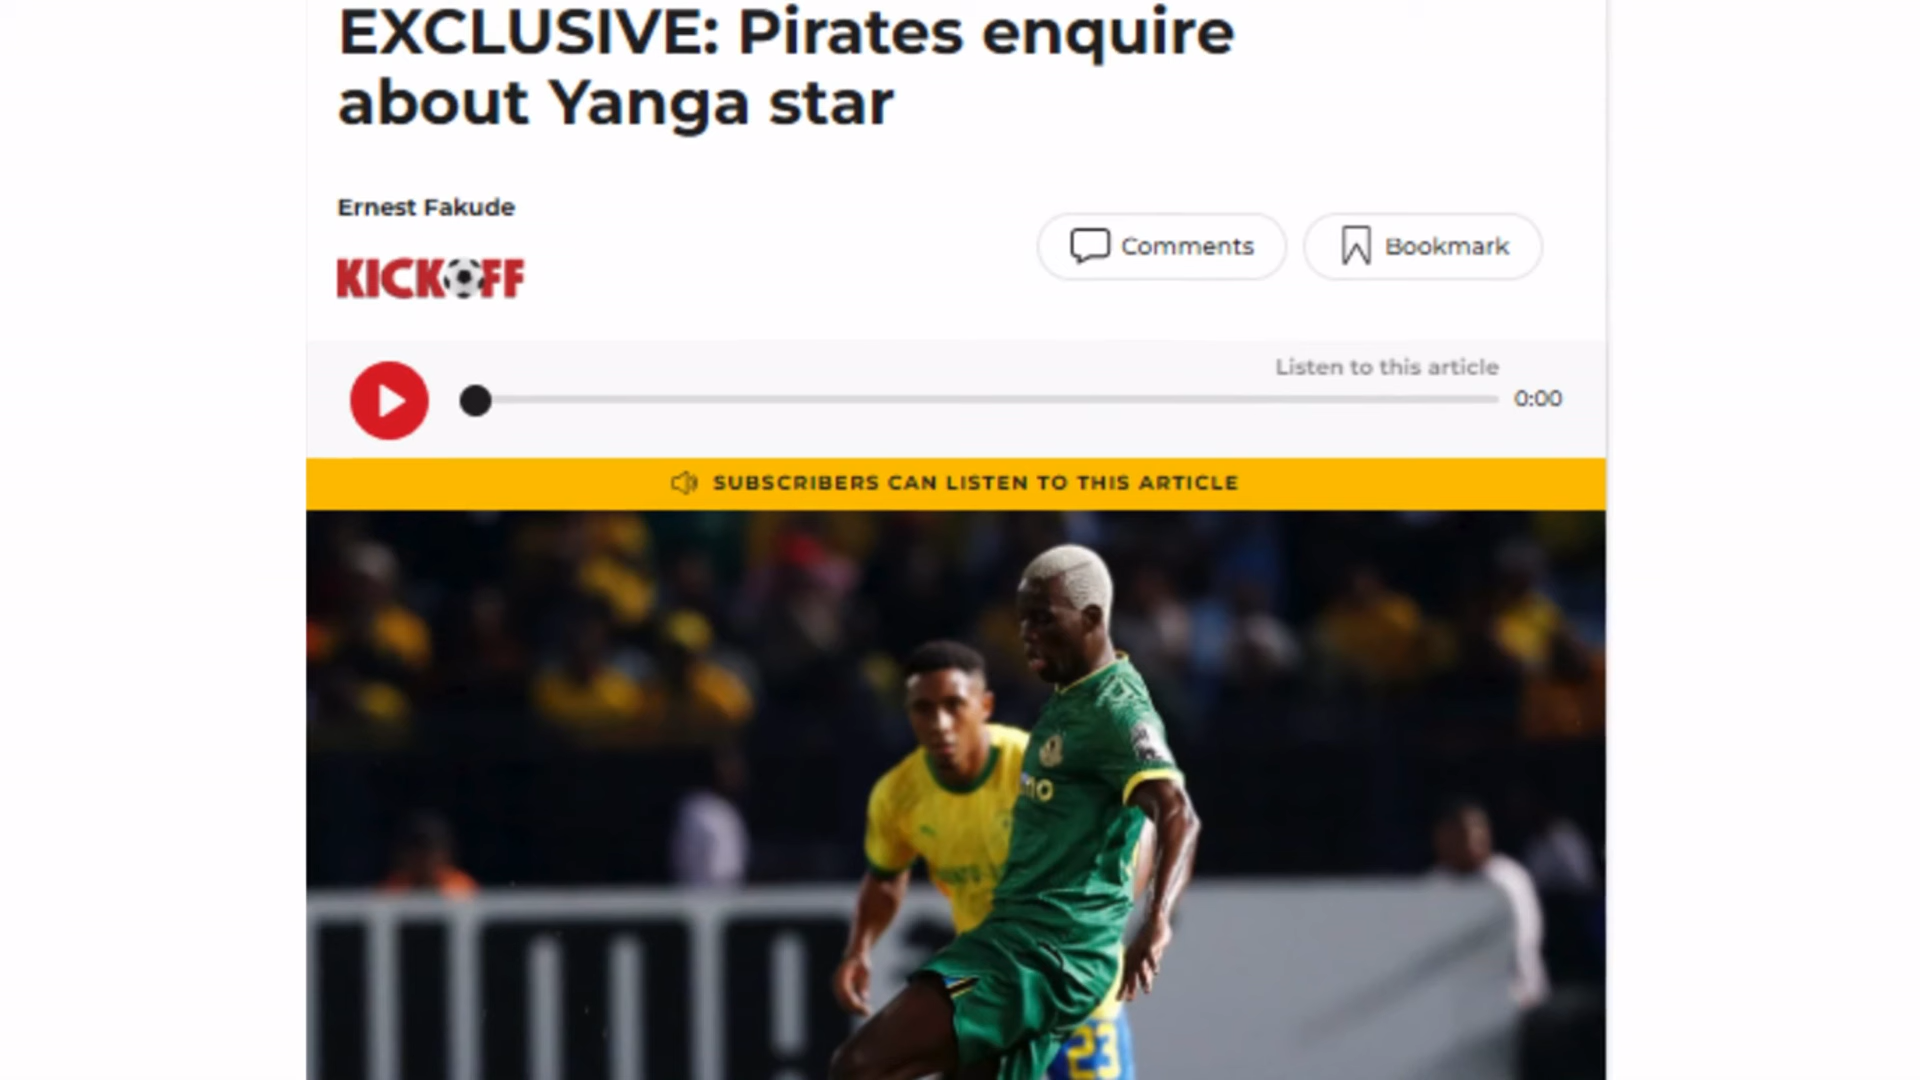 EXCLUSIVE: Pirates enquire
about Yanga star
Ernest Fakude
KICKOFF
Comments
Bookmark
Listen to this article
0:00
SUBSCRIBERS CAN LISTEN TO THIS ARTICLE
23